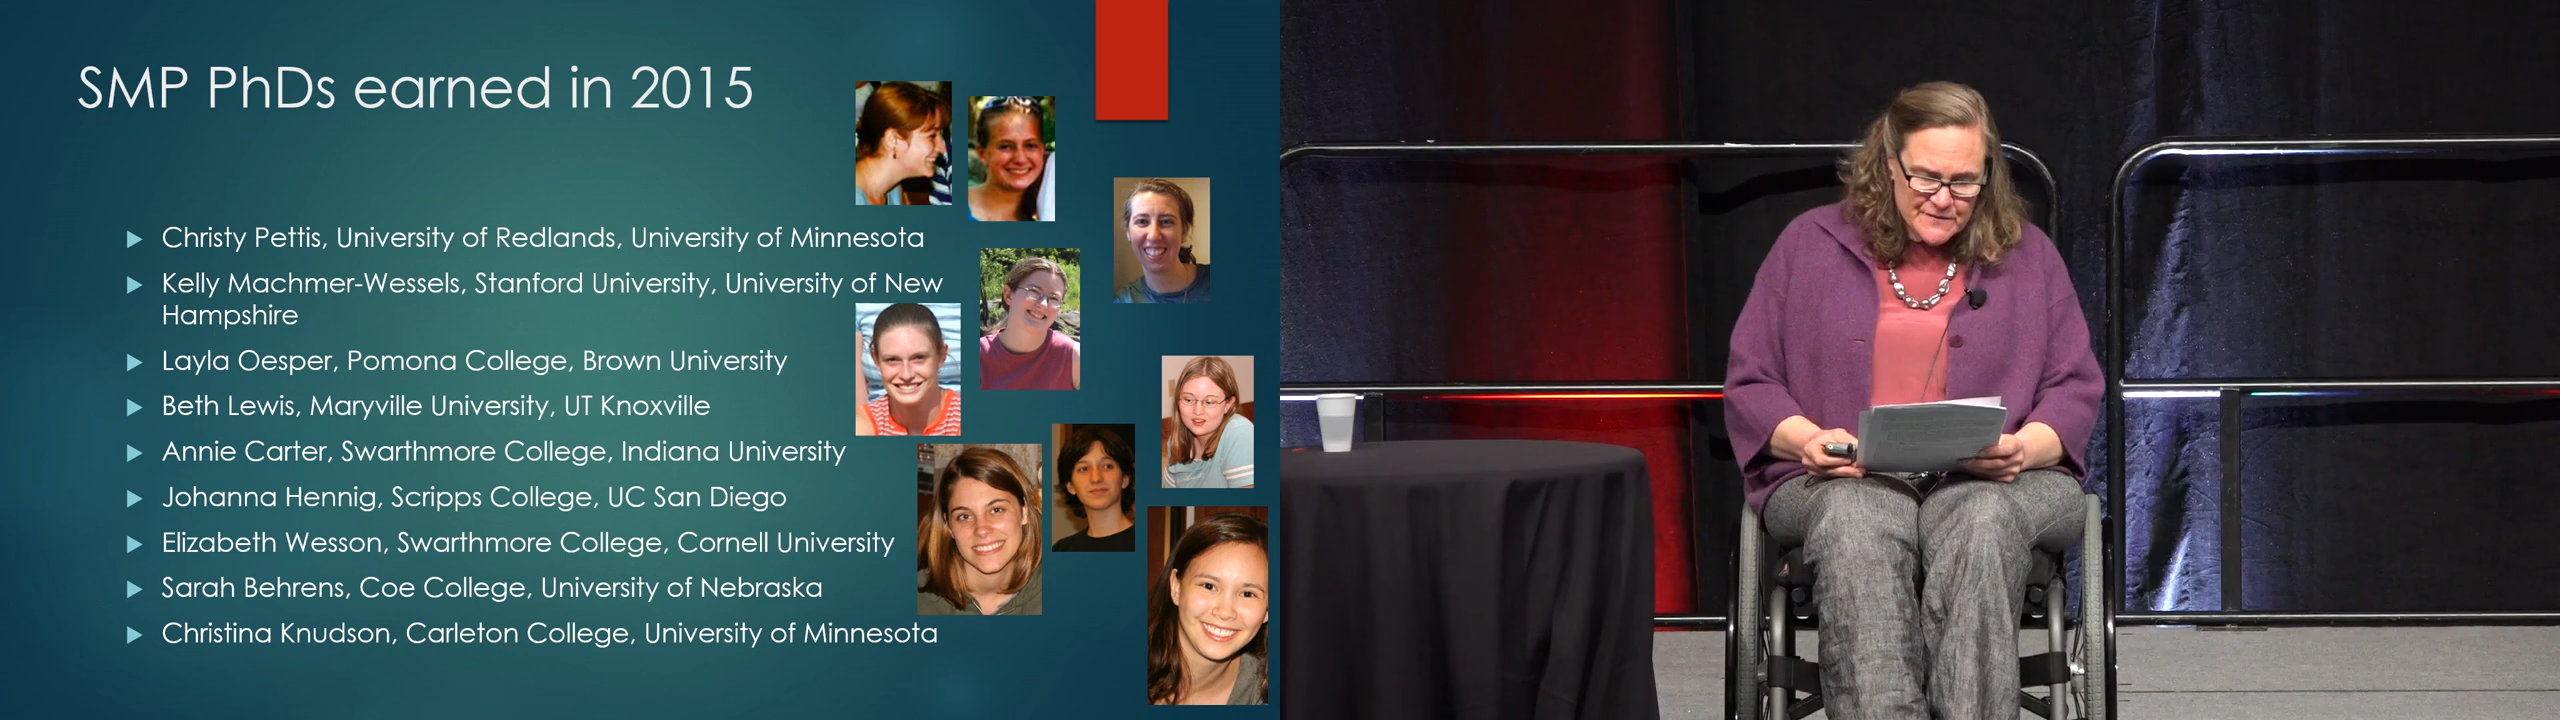 SMP PhDs earned in 2015
Christy Pettis, University of Redlands, University of Minnesota
Kelly Machmer-Wessels, Stanford University, University of New
Hampshire
Layla Oesper, Pomona College, Brown University
Beth Lewis, Maryville University, UT Knoxville
Annie Carter, Swarthmore College, Indiana University
Johanna Hennig, Scripps College, UC San Diego
Elizabeth Wesson, Swarthmore College, Cornell University
Sarah Behrens, Coe College, University of Nebraska
Christina Knudson, Carleton College, University of Minnesota